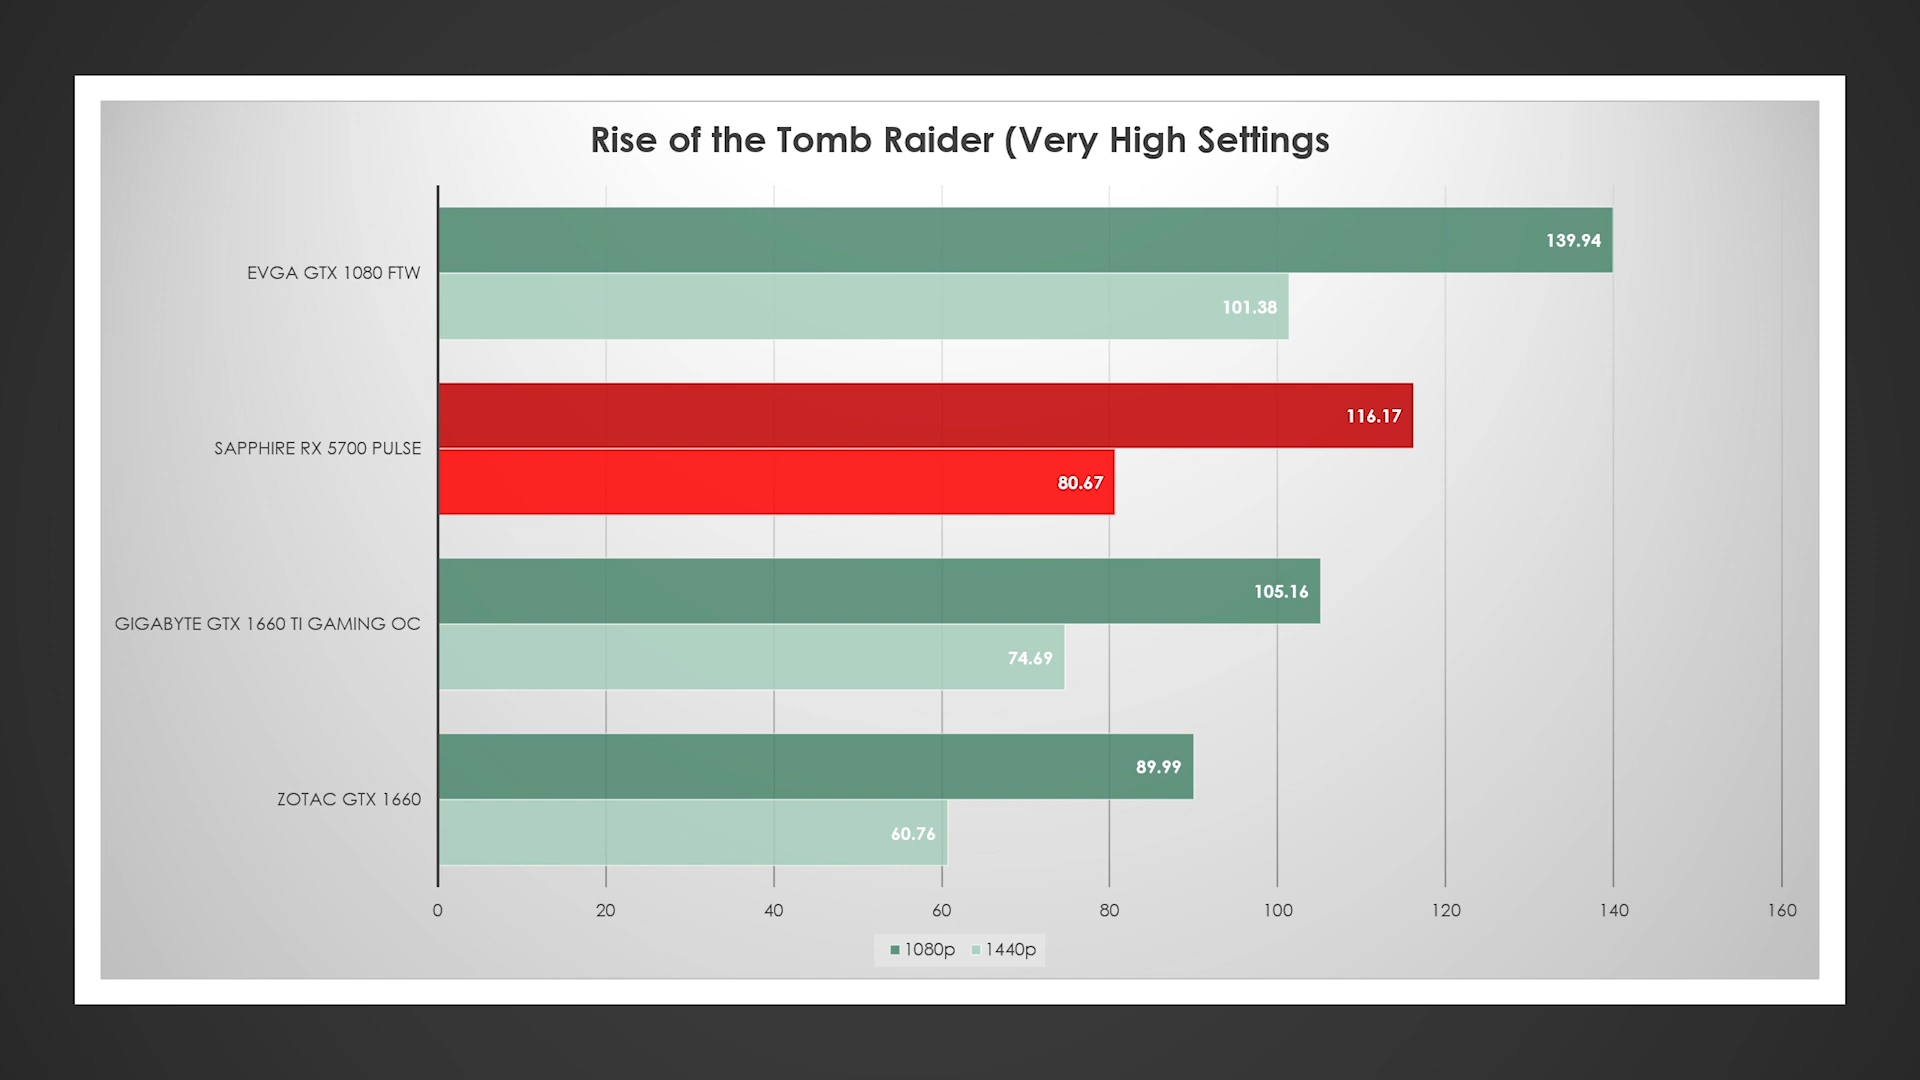 Rise of the Tomb Raider (Very High Settings
EVGA GTX 1080 FTW
139.94
101.38
SAPPHIRE RX 5700 PULSE
116.17
80.67
GIGABYTE GTX 1660 TI GAMING OC
105.16
74.69
ZOTAC GTX 1660
89.99
60.76
0 20 40 60 80 100 120 140 160
1080p 1440p